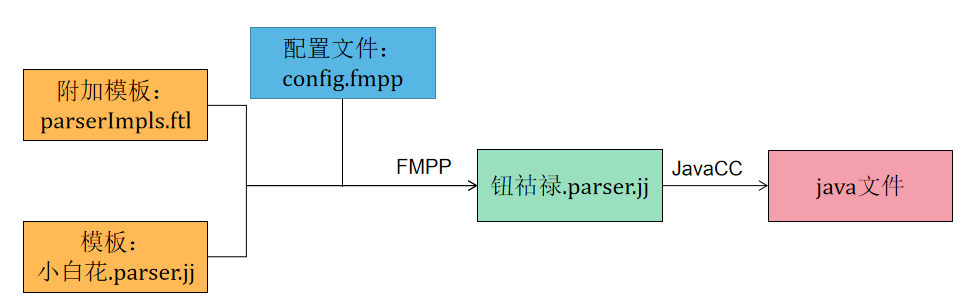 配置文件：
config.fmpp
附加模板：
parserImpls.ftl
FMPP
钮祜禄.parser.jj
JavaCC
java文件
模板：
小白花.parser.jj